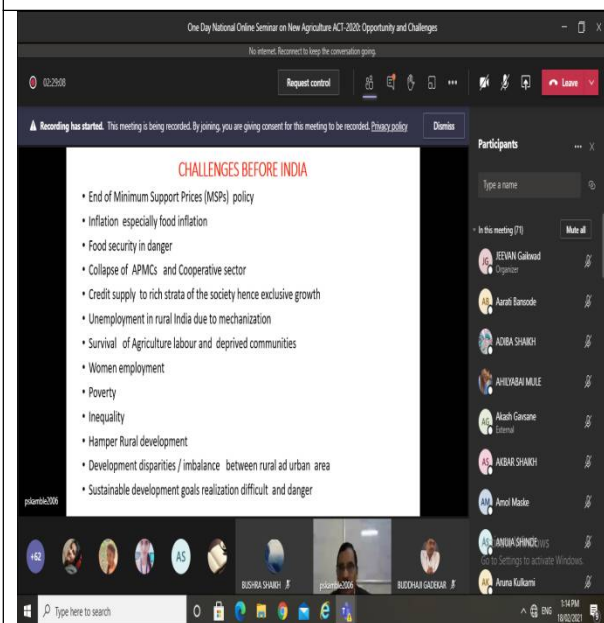 One Day National Online Seminar on New Agriculture ACT-2020: Opportunity and Challenges
No internet. Reconnect to keep the conversation going.
02:29:08
Request control
Leave
Recording has started. This meeting is being recorded. By joining, you are giving consent for this meeting to be recorded. Privacy policy
Dismiss
CHALLENGES BEFORE INDIA
• End of Minimum Support Prices (MSPs) policy
• Inflation especially food inflation
• Food security in danger
• Collapse of APMCs and Cooperative sector
• Credit supply to rich strata of the society hence exclusive growth
• Unemployment in rural India due to mechanization
• Survival of Agriculture labour and deprived communities
• Women employment
• Poverty
• Inequality
• Hamper Rural development
• Development disparities / imbalance between rural ad urban area
• Sustainable development goals realization difficult and danger
pskamble2006
Participants
Type a name
In this meeting (71)
Mute all
JG
JEEVAN Gaikwad
Organizer
AB
Aarati Bansode
ADIBA SHAIKH
AHILYABAI MULE
AG
Akash Gavsane
External
AS
AKBAR SHAIKH
AM
Amol Maske
AS
ANUJA SHINDE
Go to Settings to activate Windows.
Aruna Kulkarni
+62
AS
BUSHRA SHAIKH
pskamble2006
BUDDHAJI GADEKAR
Type here to search
ENG
1:14 PM
18/02/2021